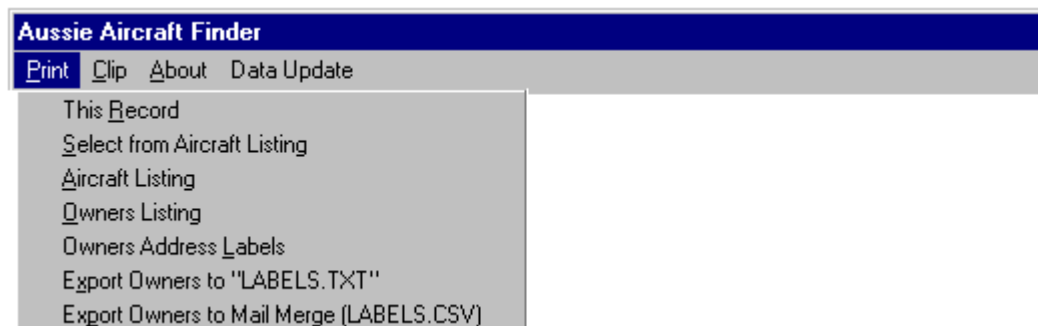 Aussie Aircraft Finder
Print Clip About Data Update
This Record
Select from Aircraft Listing
Aircraft Listing
Owners Listing
Owners Address Labels
Export Owners to "LABELS.TXT"
Export Owners to Mail Merge (LABELS.CSV)